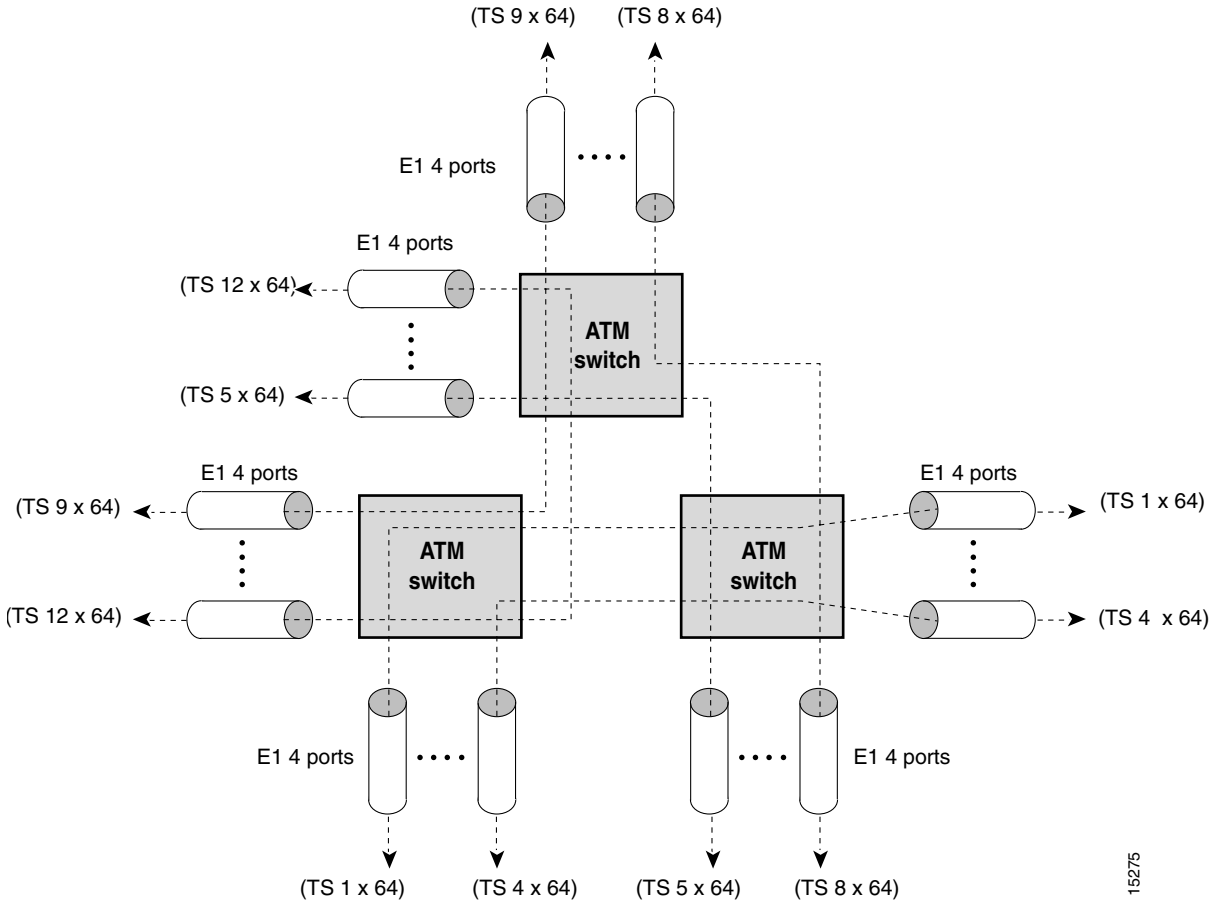 (TS 9 x 64)
(TS 8 x 64)
E1 4 ports
E1 4 ports
(TS 12 x 64)
ATM
switch
(TS 5 x 64)
E1 4 ports
E1 4 ports
(TS 9 x 64)
(TS 1 x 64)
ATM
switch
ATM
switch
(TS 12 x 64)
(TS 4 x 64)
E1 4 ports
E1 4 ports
(TS 1 x 64)
(TS 4 x 64)
(TS 5 x 64)
(TS 8 x 64)
15275